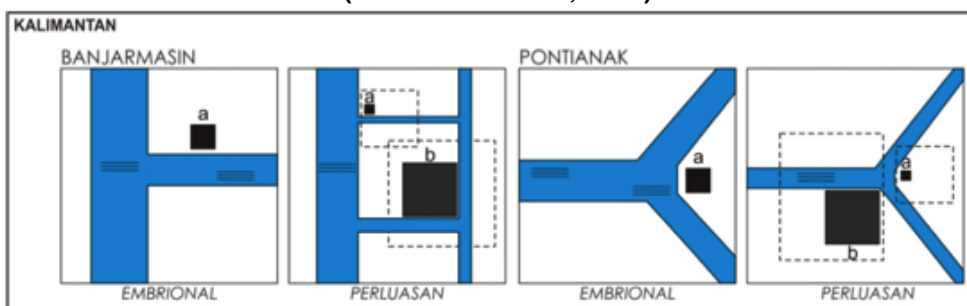 KALIMANTAN
BANJARMASIN
PONTIANAK
a
a
b
a
a
b
EMBRIONAL
PERLUASAN
EMBRIONAL
PERLUASAN